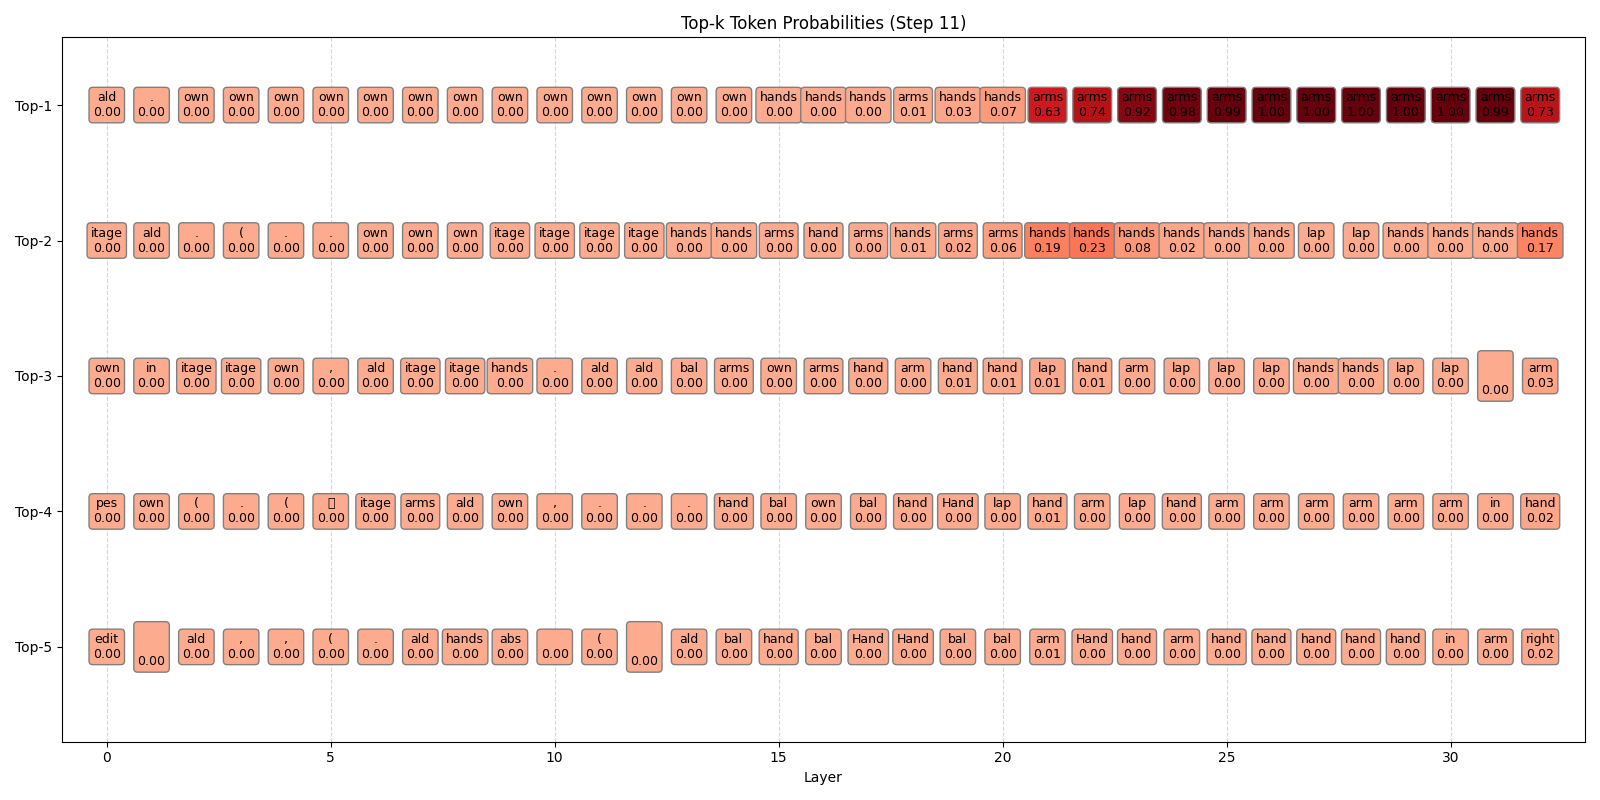 Top-k Token Probabilities (Step 11)
ald . own own own own own own own own own own own own own hands hands hands arms hands hands arms arms arms arms arms arms arms arms arms arms arms arms
Top-1 0.00 0.00 0.00 0.00 0.00 0.00 0.00 0.00 0.00 0.00 0.00 0.00 0.00 0.00 0.00 0.00 0.00 0.00 0.01 0.03 0.07 0.63 0.74 0.92 0.98 0.99 1.00 1.00 1.00 1.00 1.00 0.99 0.73
itage ald . ( . . own own own itage itage itage itage hands hands arms hand arms hands arms arms hands hands hands hands hands hands lap lap hands hands hands hands
Top-2 0.00 0.00 0.00 0.00 0.00 0.00 0.00 0.00 0.00 0.00 0.00 0.00 0.00 0.00 0.00 0.00 0.00 0.00 0.01 0.02 0.06 0.19 0.23 0.08 0.02 0.00 0.00 0.00 0.00 0.00 0.00 0.00 0.17
own in itage itage own , ald itage itage hands . ald ald bal arms own arms hand arm hand hand lap hand arm lap lap lap hands hands lap lap arm
Top-3 0.00 0.00 0.00 0.00 0.00 0.00 0.00 0.00 0.00 0.00 0.00 0.00 0.00 0.00 0.00 0.00 0.00 0.00 0.00 0.01 0.01 0.01 0.01 0.00 0.00 0.00 0.00 0.00 0.00 0.00 0.00 0.00 0.03
pes own ( . ( itage arms ald own , . . . hand bal own bal hand Hand lap hand arm lap hand arm arm arm arm arm arm in hand
Top-4 0.00 0.00 0.00 0.00 0.00 0.00 0.00 0.00 0.00 0.00 0.00 0.00 0.00 0.00 0.00 0.00 0.00 0.00 0.00 0.00 0.00 0.01 0.00 0.00 0.00 0.00 0.00 0.00 0.00 0.00 0.00 0.00 0.02
edit ald , , ( . ald hands abs ( ald bal hand bal Hand Hand bal bal arm Hand hand arm hand hand hand hand hand in arm right
Top-5 0.00 0.00 0.00 0.00 0.00 0.00 0.00 0.00 0.00 0.00 0.00 0.00 0.00 0.00 0.00 0.00 0.00 0.00 0.00 0.00 0.00 0.01 0.00 0.00 0.00 0.00 0.00 0.00 0.00 0.00 0.00 0.00 0.02
0 5 10 15 20 25 30
Layer